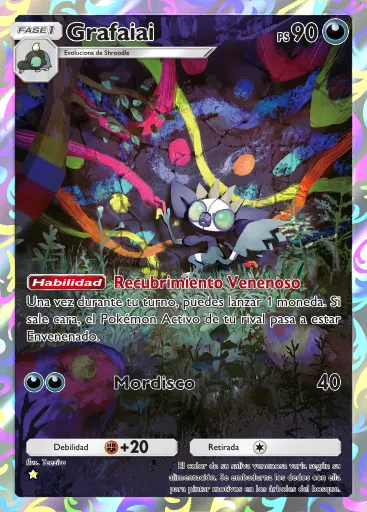 FASE 1
Grafaiai
PS 90
Evoluciona de Shroodle
Habilidad Recubrimiento Venenoso
Una vez durante tu turno, puedes lanzar 1 moneda. Si
sale cara, el Pokémon Activo de tu rival pasa a estar
Envenenado.
Mordisco 40
Debilidad +20 Retirada
Ilus. Teeziro
El color de su saliva venenosa varía según su
alimentación. Se embadurna los dedos con
ella para pintar motivos en los árboles del bosque.